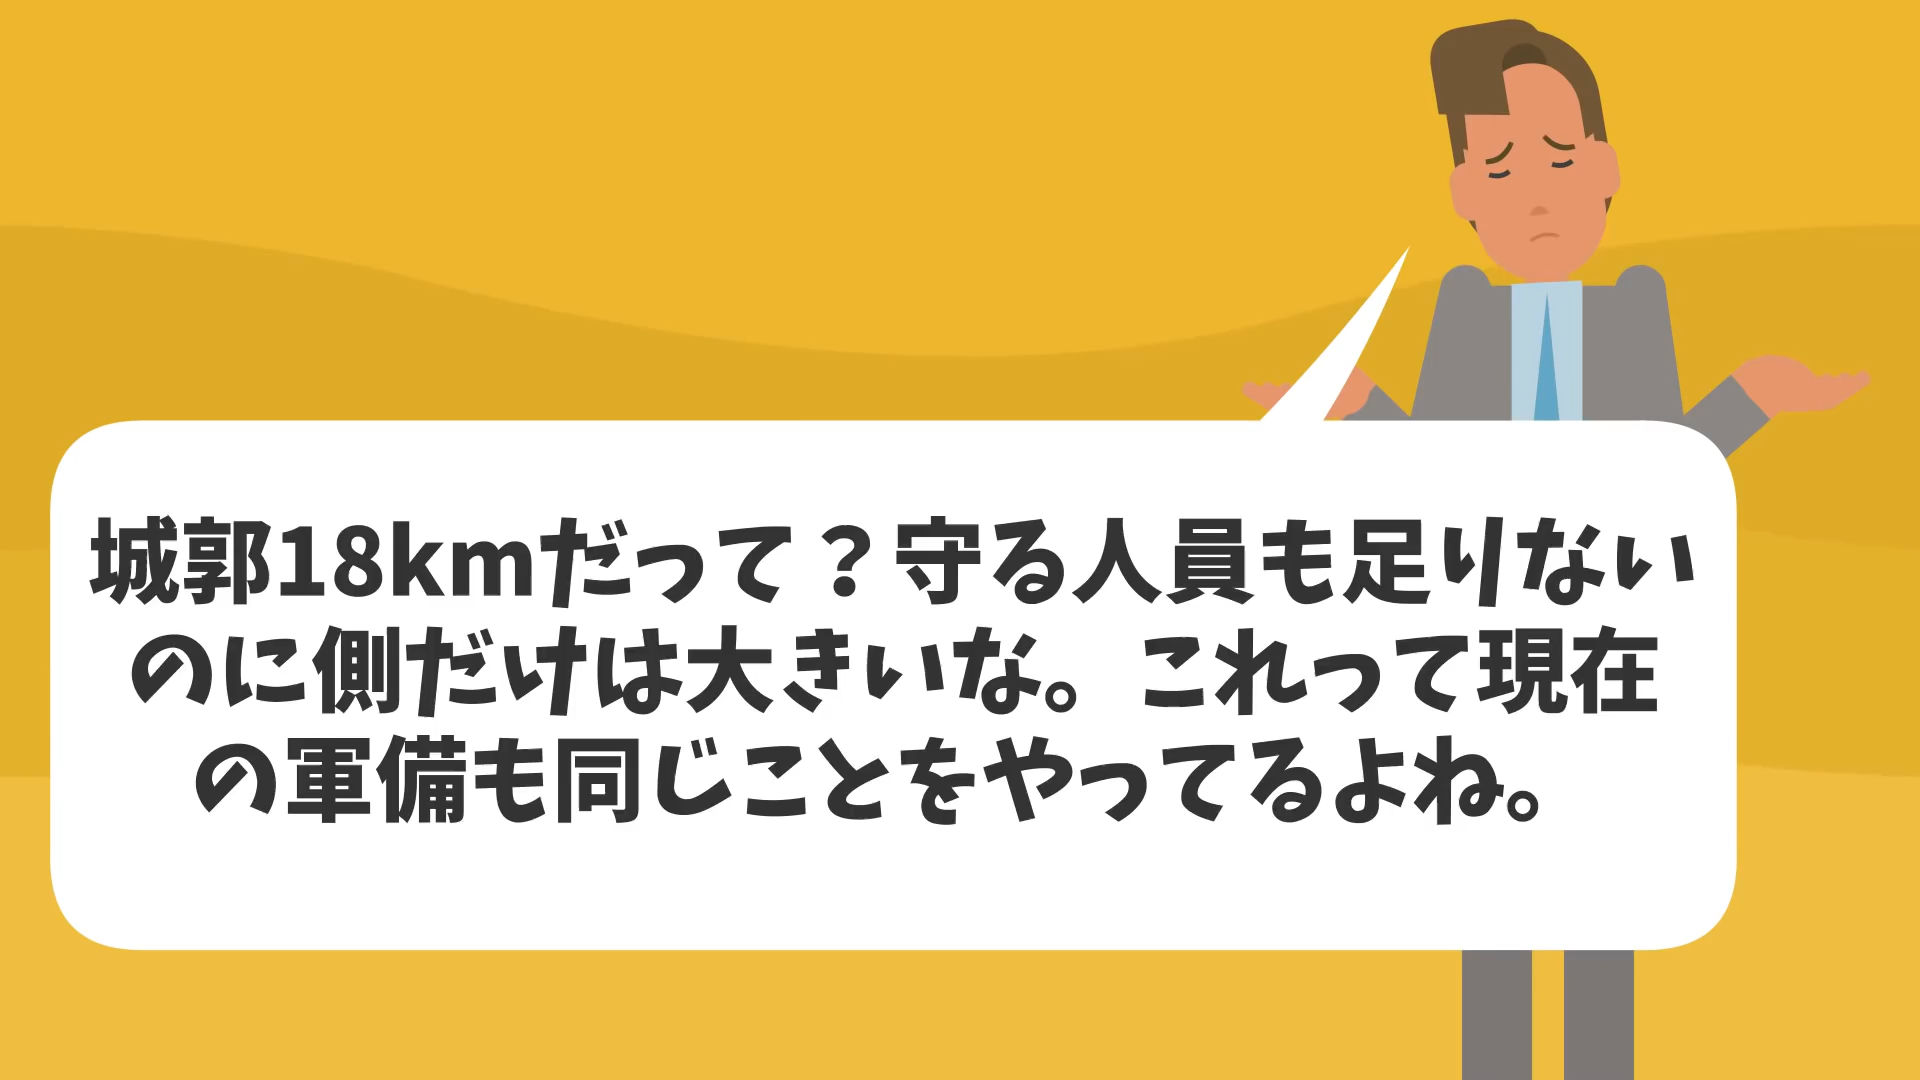 城郭18kmだって？守る人員も足りない
のに側だけは大きいな。これって現在
の軍備も同じことをやってるよね。